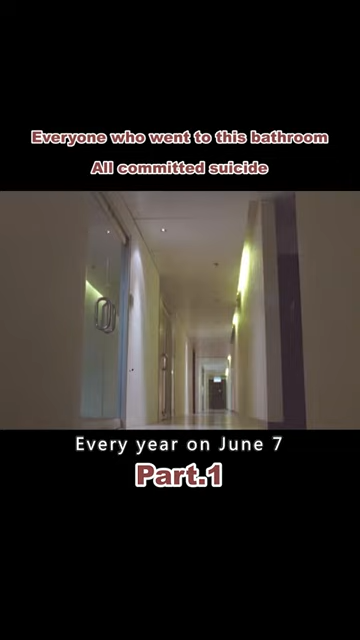 Everyone who went to this bathroom
All committed suicide
Every year on June 7
Part.1